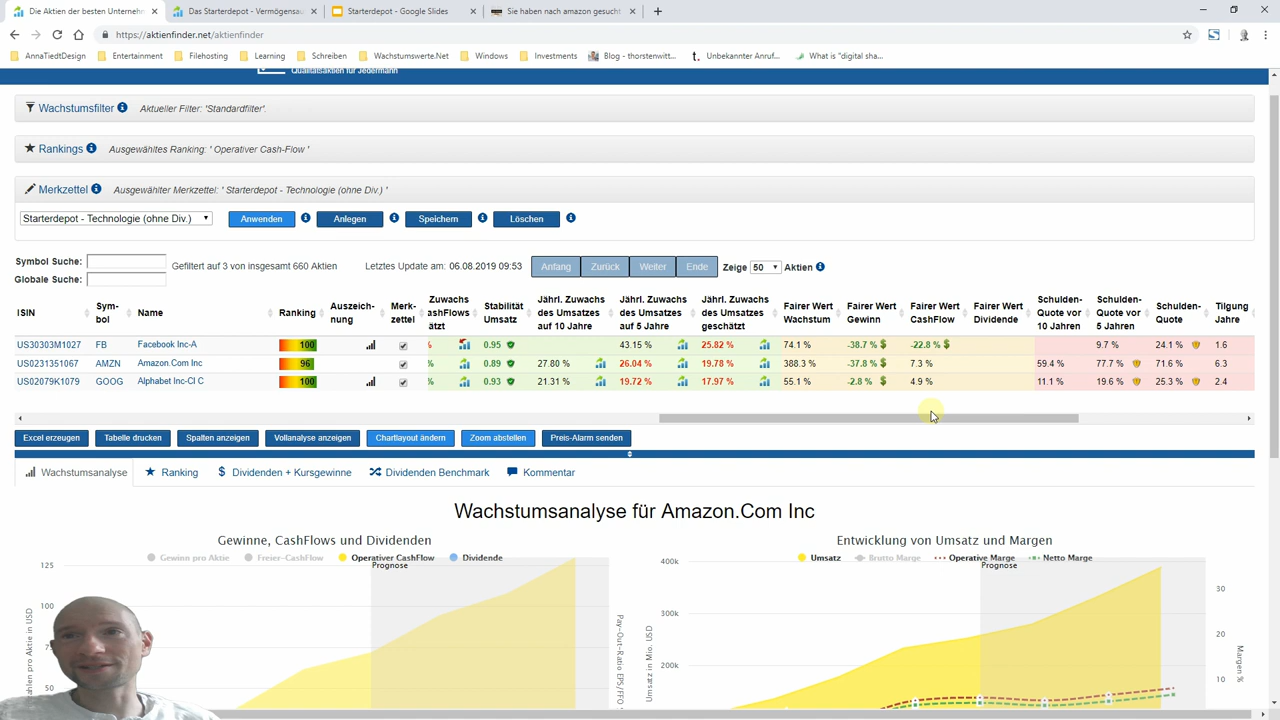 Die Aktien der besten Unternehm
Das Starterdepot - Vermögensau
Starterdepot - Google Slides
Sie haben nach amazon gesucht
https://aktienfinder.net/aktienfinder
AnnaTiedtDesign
Entertainment
Filehosting
Learning
Schreiben
Wachstumswerte.Net
Windows
Investments
Blog - thorstenwitt...
Unbekannter Anruf...
What is "digital sha...
Qualitätsaktien für Jedermann
Wachstumsfilter Aktueller Filter: 'Standardfilter'.
Rankings Ausgewähltes Ranking: ' Operativer Cash-Flow '
Merkzettel Ausgewählter Merkzettel: ' Starterdepot - Technologie (ohne Div.) '
Starterdepot - Technologie (ohne Div.) Anwenden Anlegen Speichern Löschen
Symbol Suche:
Globale Suche:
Gefiltert auf 3 von insgesamt 660 Aktien Letztes Update am: 06.08.2019 09:53 Anfang Zurück Weiter Ende Zeige 50 Aktien
ISIN
Sym-
bol
Name
Ranking
Auszeich-
nung
Merk-
zettel
Zuwachs
ashFlows
ätzt
Stabilität
Umsatz
Jährl. Zuwachs
des Umsatzes
auf 10 Jahre
Jährl. Zuwachs
des Umsatzes
auf 5 Jahre
Jährl. Zuwachs
des Umsatzes
geschätzt
Fairer Wert
Wachstum
Fairer Wert
Gewinn
Fairer Wert
CashFlow
Fairer Wert
Dividende
Schulden-
Quote vor
10 Jahren
Schulden-
Quote vor
5 Jahren
Schulden-
Quote
Tilgung
Jahre
US30303M1027 FB Facebook Inc-A 100 % 0.95 43.15 % 25.82 % 74.1 % -38.7 % $ -22.8 % $ 9.7 % 24.1 % 1.6
US0231351067 AMZN Amazon.Com Inc 96 % 0.89 27.80 % 26.04 % 19.78 % 388.3 % -37.8 % $ 7.3 % 59.4 % 77.7 % 71.6 % 6.3
US02079K1079 GOOG Alphabet Inc-Cl C 100 % 0.93 21.31 % 19.72 % 17.97 % 55.1 % -2.8 % $ 4.9 % 11.1 % 19.6 % 25.3 % 2.4
Excel erzeugen Tabelle drucken Spalten anzeigen Vollanalyse anzeigen Chartlayout ändern Zoom abstellen Preis-Alarm senden
Wachstumsanalyse Ranking $ Dividenden + Kursgewinne Dividenden Benchmark Kommentar
Wachstumsanalyse für Amazon.Com Inc
Gewinne, CashFlows und Dividenden
Gewinn pro Aktie Freier-CashFlow Operativer CashFlow Dividende
Prognose
125
100
50
zahlen pro Aktie in USD
Pay-Out-Ratio EPS/FFO
Entwicklung von Umsatz und Margen
Umsatz Brutto Marge Operative Marge Netto Marge
Prognose
400k
300k
200k
Umsatz in Mio. USD
30
20
10
Margen %